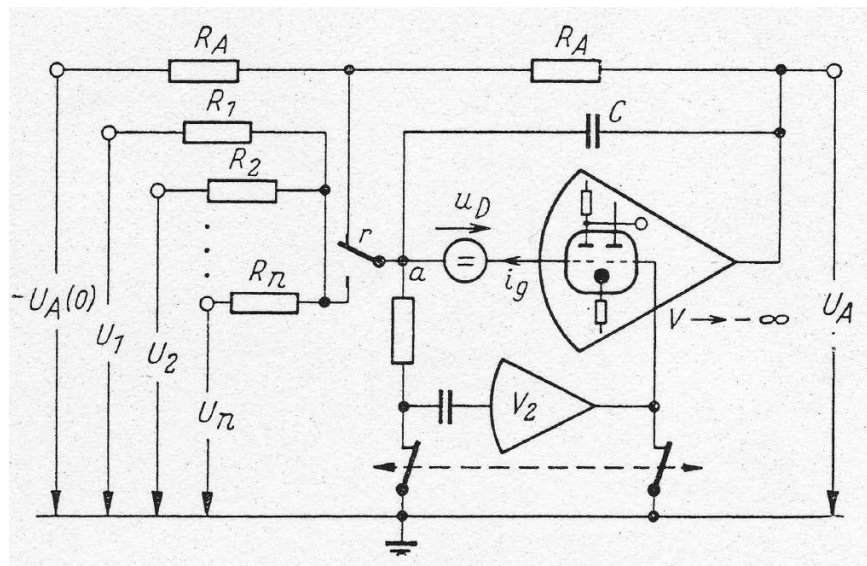 R_A
R_A
R_1
C
R_2
u_D
r
R_n
a
i_g
-U_A(0)
U_1
U_2
U_n
V → -∞
U_A
V_2